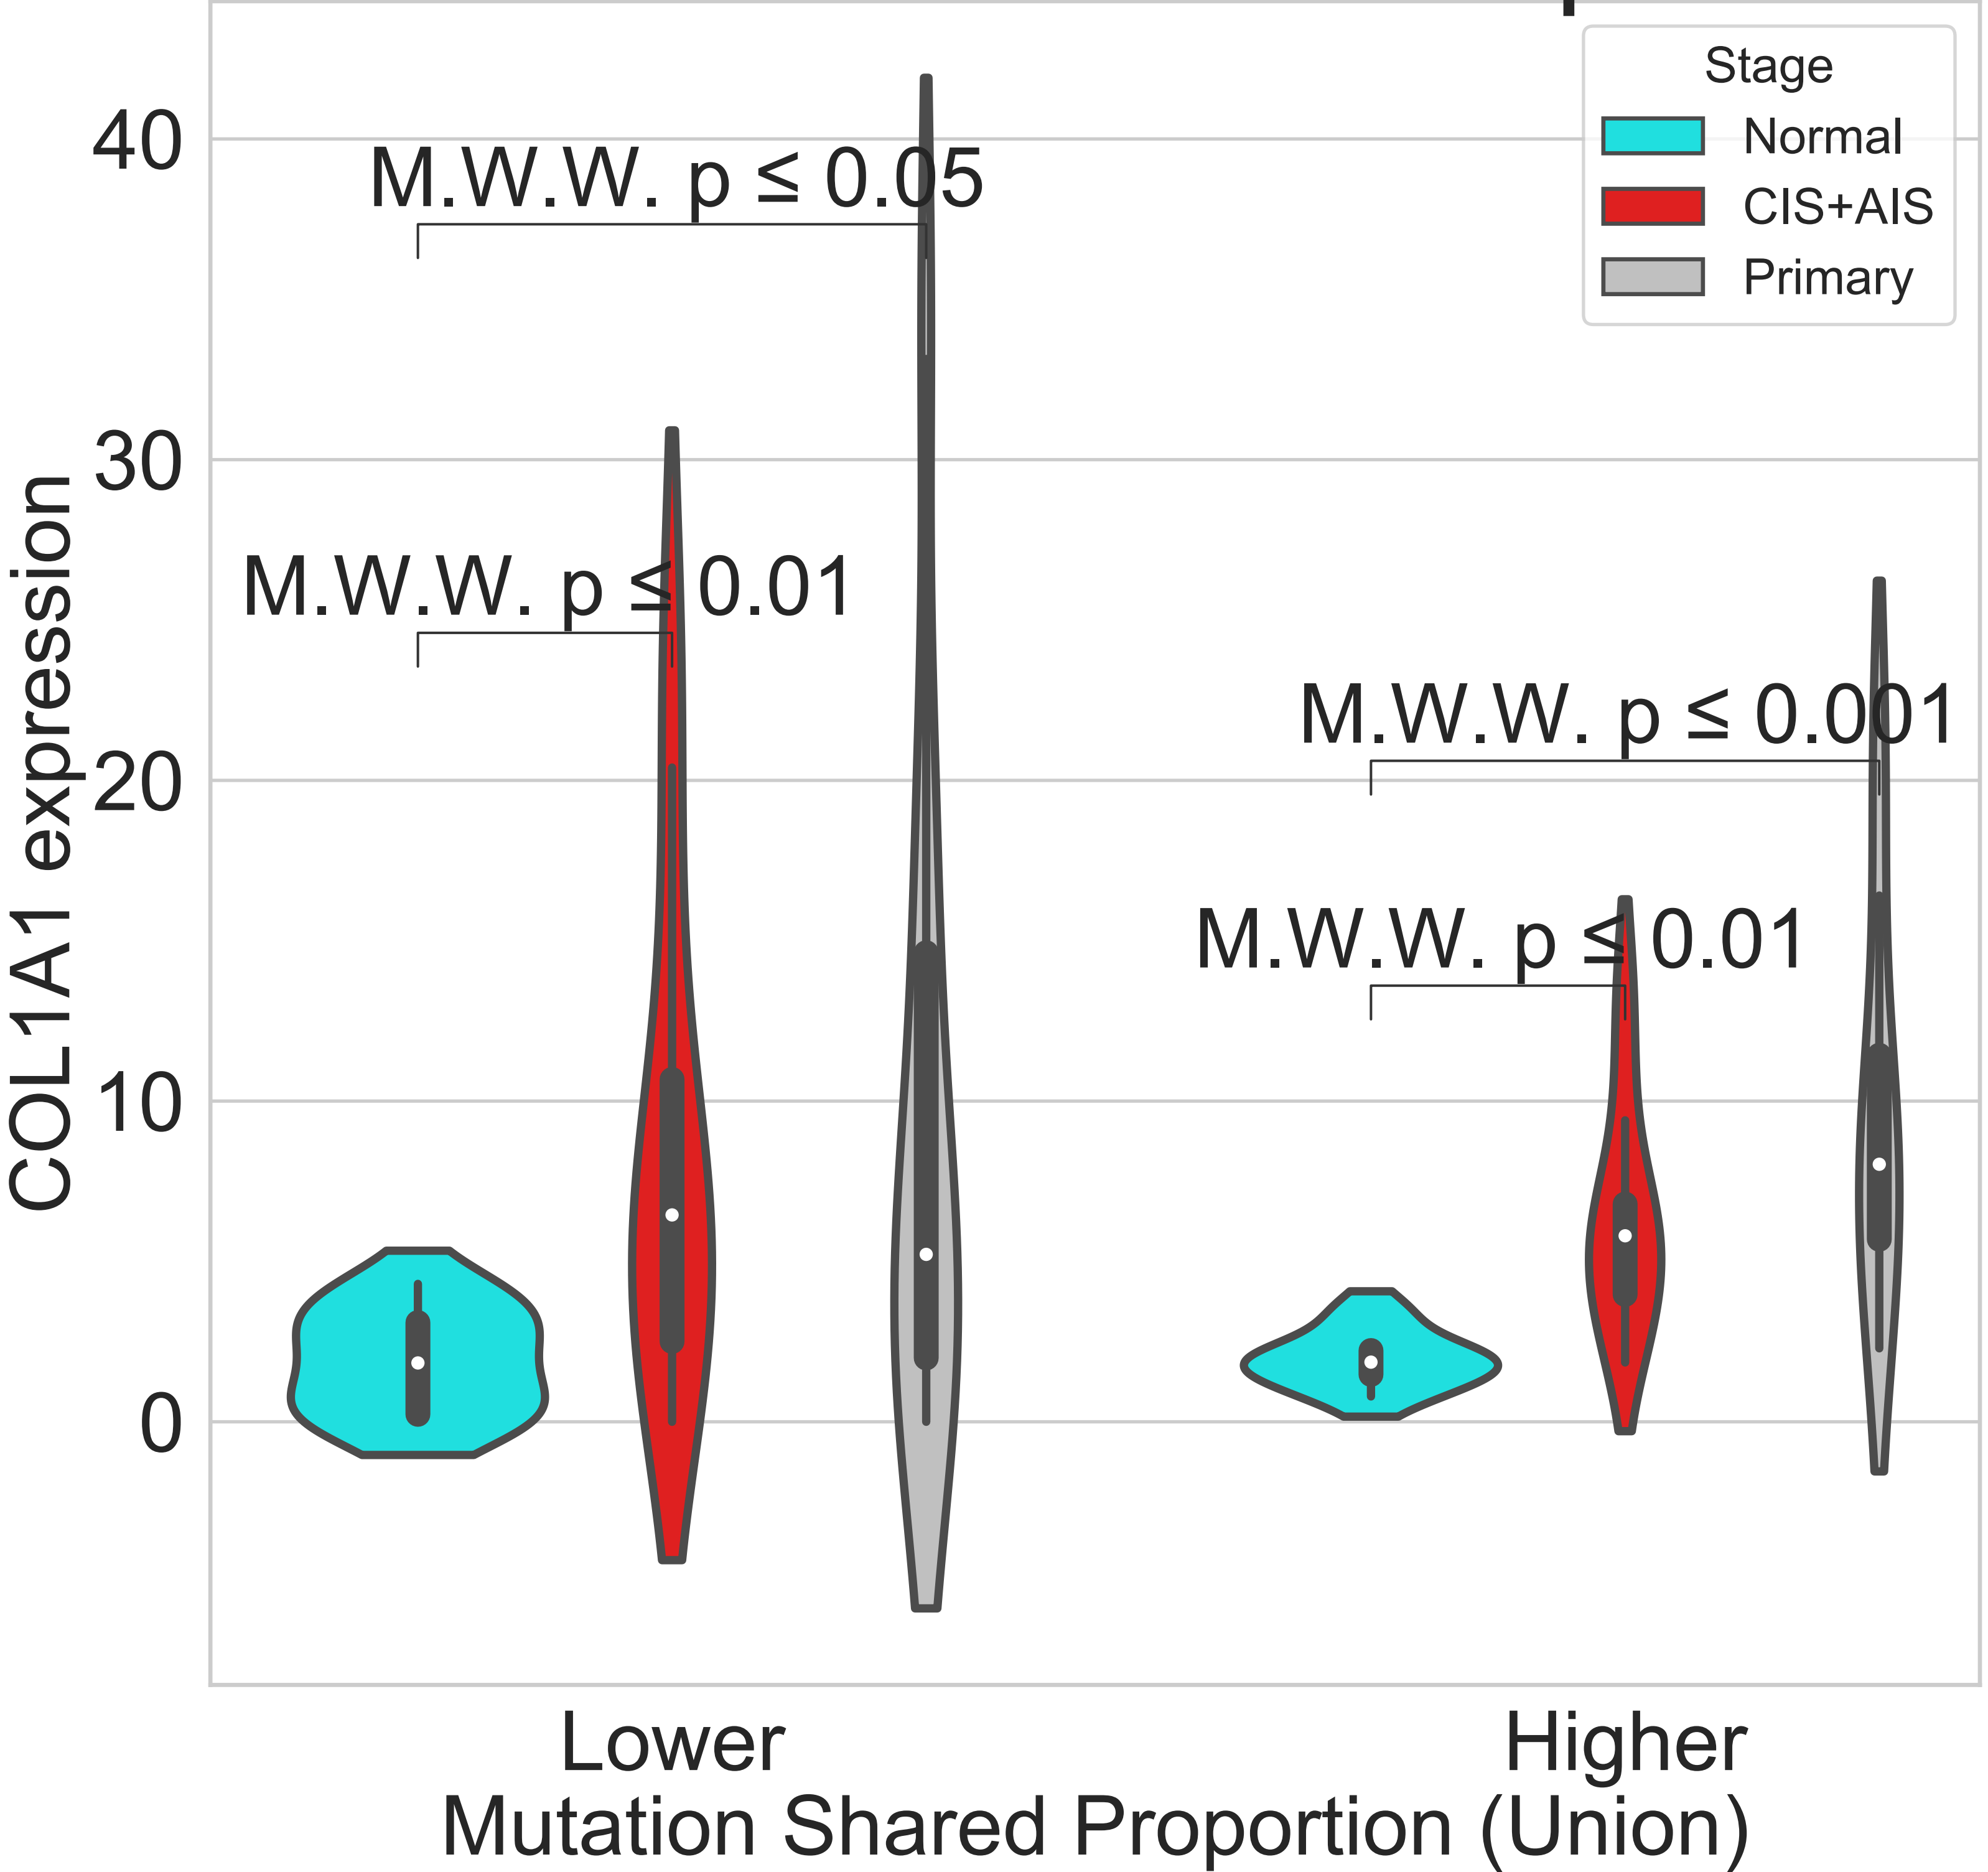 Stage
Normal
CIS+AIS
Primary
40
30
20
10
0
COL1A1 expression
M.W.W. p ≤ 0.05
M.W.W. p ≤ 0.01
M.W.W. p ≤ 0.001
M.W.W. p ≤ 0.01
Lower
Higher
Mutation Shared Proportion (Union)